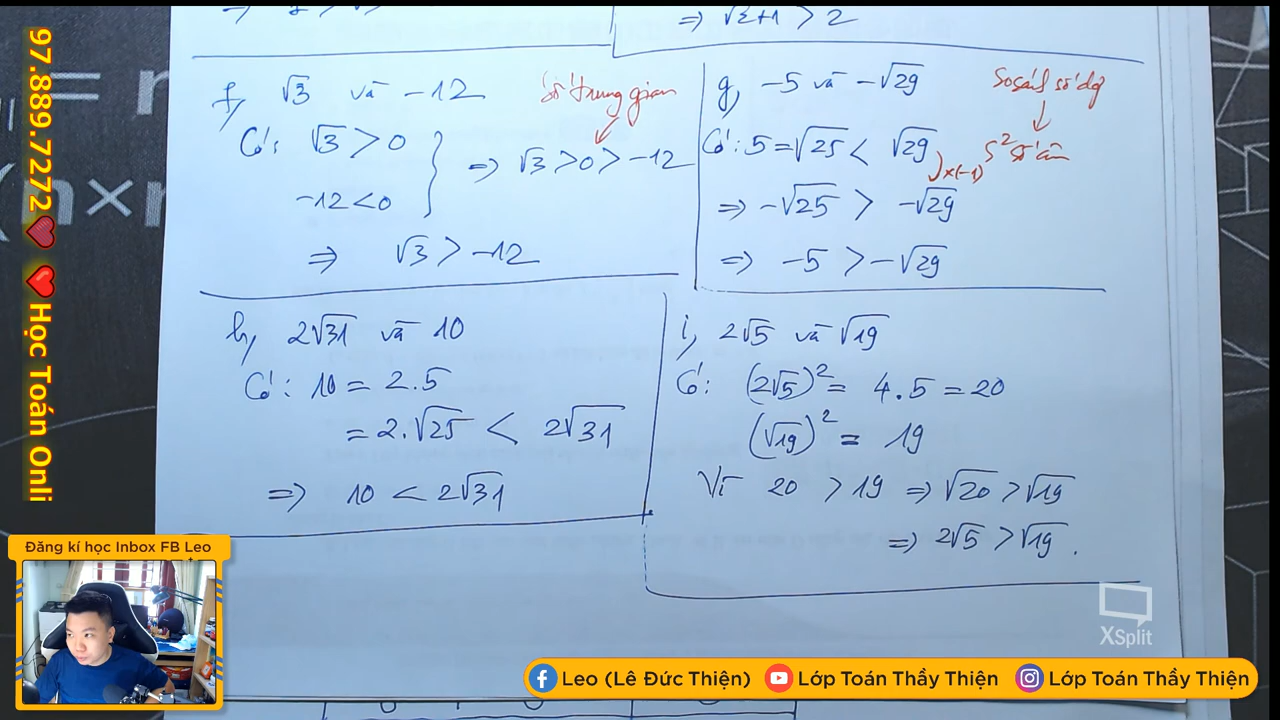 => √2+1 > 2
f, √3 và -12
Số trung gian
Có: √3 > 0
-12 < 0
=> √3 > 0 > -12
=> √3 > -12
g, -5 và -√29
So sánh số dg
Có: 5 = √25 < √29
x(-1)
S² số âm
=> -√25 > -√29
=> -5 > -√29
h, 2√31 và 10
Có: 10 = 2.5
= 2.√25 < 2√31
=> 10 < 2√31
i, 2√5 và √19
Có: (2√5)² = 4.5 = 20
(√19)² = 19
Vì 20 > 19 => √20 > √19
=> 2√5 > √19.
97.889.7272 ❤ ❤ Học Toán Onli
Đăng kí học Inbox FB Leo
XSplit
Leo (Lê Đức Thiện)
Lớp Toán Thầy Thiện
Lớp Toán Thầy Thiện